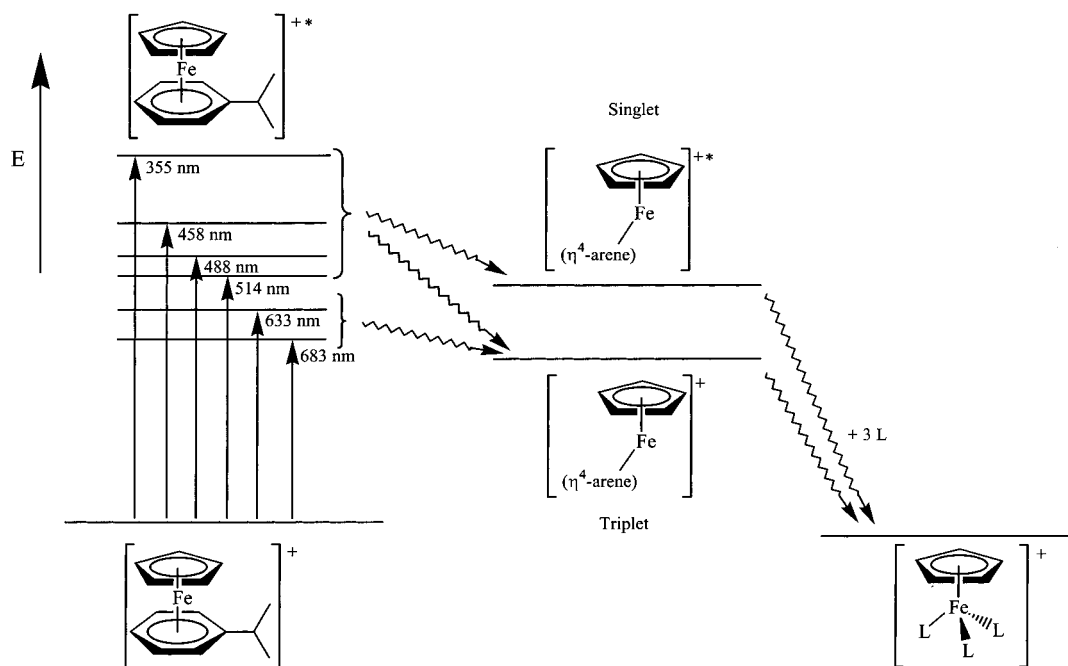 +*
Fe
E
Singlet
355 nm
+*
Fe
(η⁴-arene)
458 nm
488 nm
514 nm
633 nm
683 nm
+
Fe
(η⁴-arene)
Triplet
+ 3 L
+
Fe
+
Fe
L
L
L